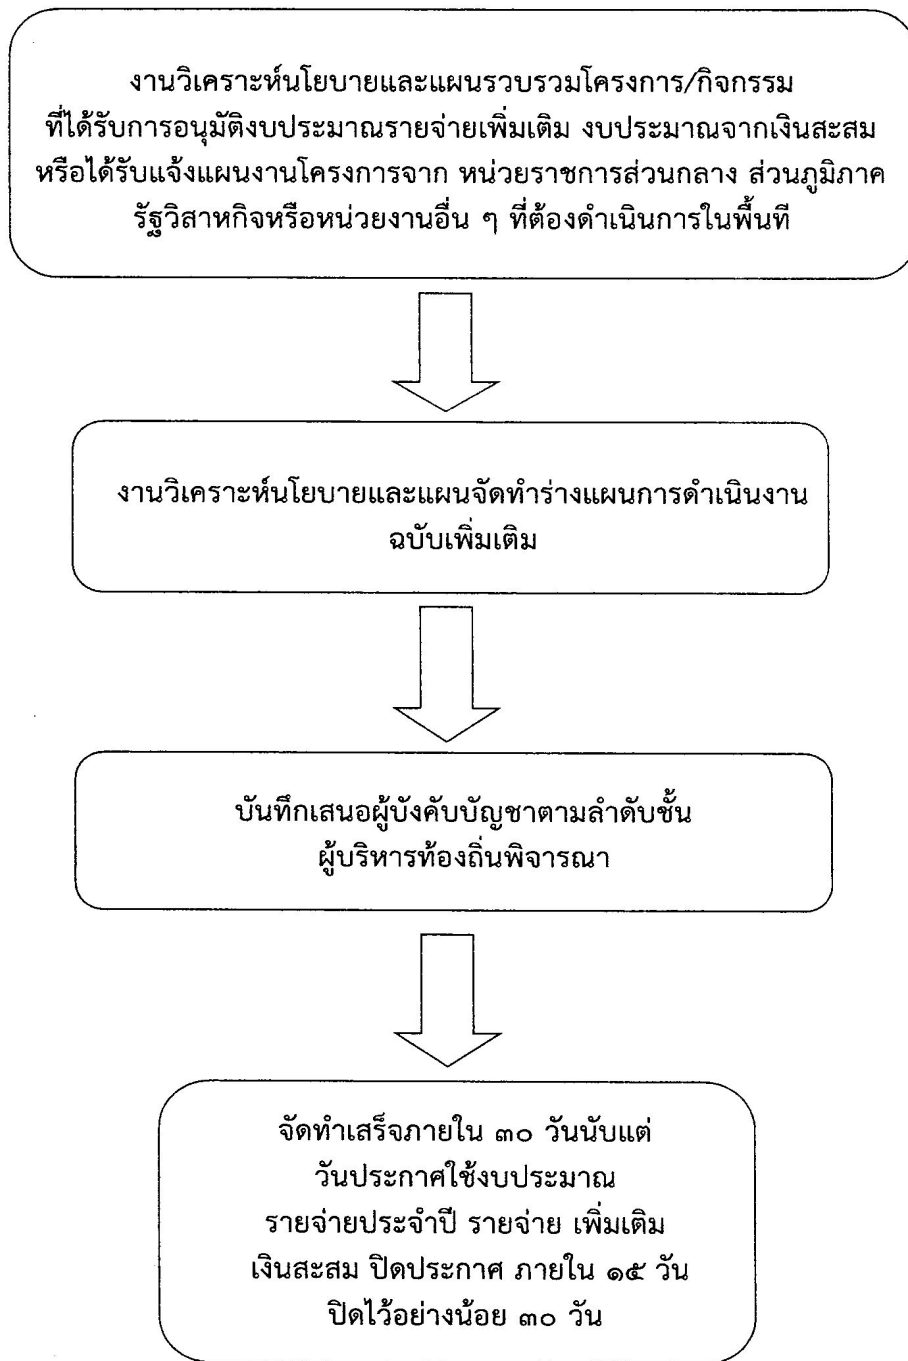 งานวิเคราะห์นโยบายและแผนรวบรวมโครงการ/กิจกรรม
ที่ได้รับการอนุมัติงบประมาณรายจ่ายเพิ่มเติม งบประมาณจากเงินสะสม
หรือได้รับแจ้งแผนงานโครงการจาก หน่วยราชการส่วนกลาง ส่วนภูมิภาค
รัฐวิสาหกิจหรือหน่วยงานอื่น ๆ ที่ต้องดำเนินการในพื้นที่
งานวิเคราะห์นโยบายและแผนจัดทำร่างแผนการดำเนินงาน
ฉบับเพิ่มเติม
บันทึกเสนอผู้บังคับบัญชาตามลำดับชั้น
ผู้บริหารท้องถิ่นพิจารณา
จัดทำเสร็จภายใน ๓๐ วันนับแต่
วันประกาศใช้งบประมาณ
รายจ่ายประจำปี รายจ่าย เพิ่มเติม
เงินสะสม ปิดประกาศ ภายใน ๑๕ วัน
ปิดไว้อย่างน้อย ๓๐ วัน